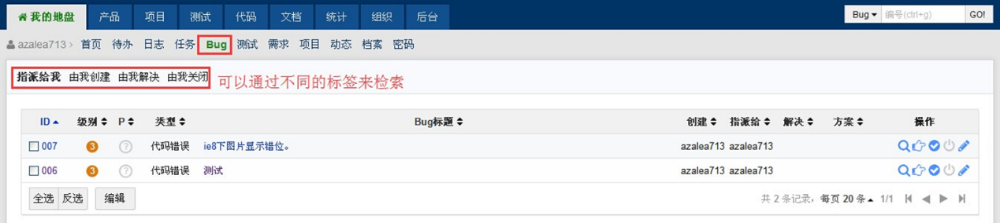 我的地盘 产品 项目 测试 代码 文档 统计 组织 后台 Bug 编号(ctrl+g) GO!
azalea713 > 首页 待办 日志 任务 Bug 测试 需求 项目 动态 档案 密码
指派给我 由我创建 由我解决 由我关闭 可以通过不同的标签来检索
ID 级别 P 类型 Bug标题 创建 指派给 解决 方案 操作
007 3 ? 代码错误 ie8下图片显示错位。 azalea713 azalea713
006 3 ? 代码错误 测试 azalea713 azalea713
全选 反选 编辑 共 2 条记录，每页 20 条 1/1